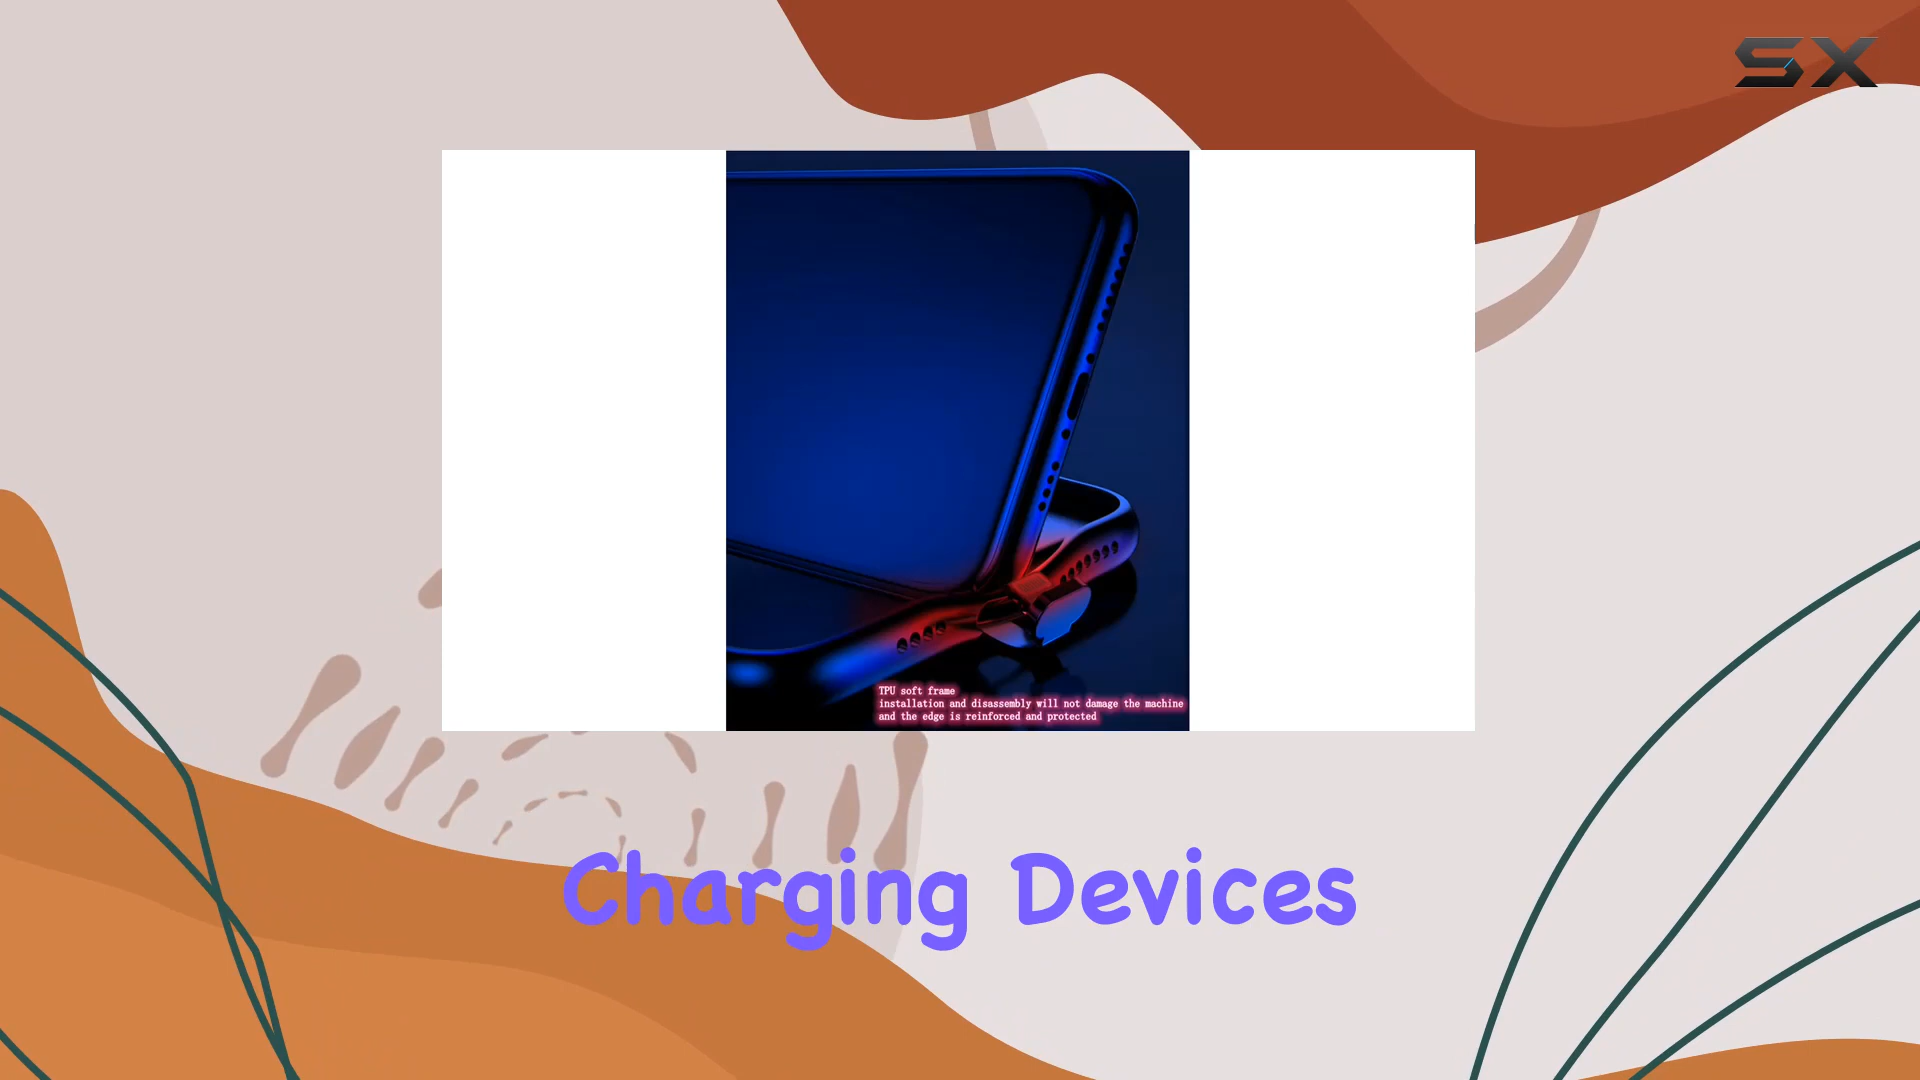 SX
TPU soft frame
installation and disassembly will not damage the machine
and the edge is reinforced and protected
Charging Devices